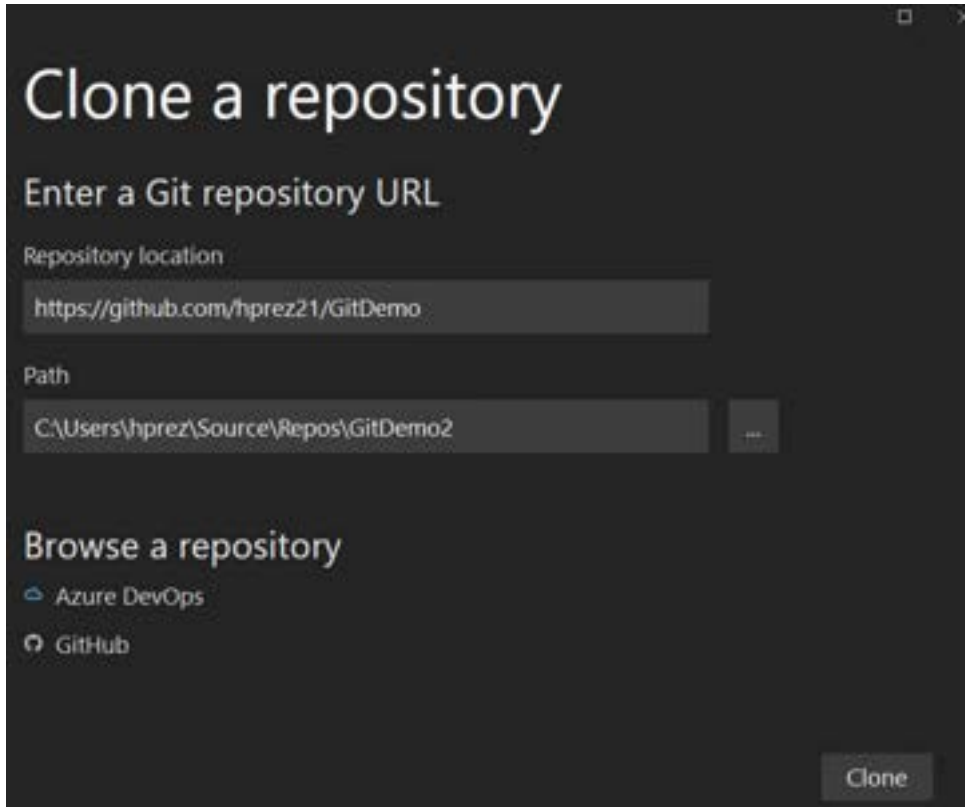 Clone a repository
Enter a Git repository URL
Repository location
https://github.com/hprez21/GitDemo
Path
C:\Users\hprez\Source\Repos\GitDemo2
...
Browse a repository
Azure DevOps
GitHub
Clone